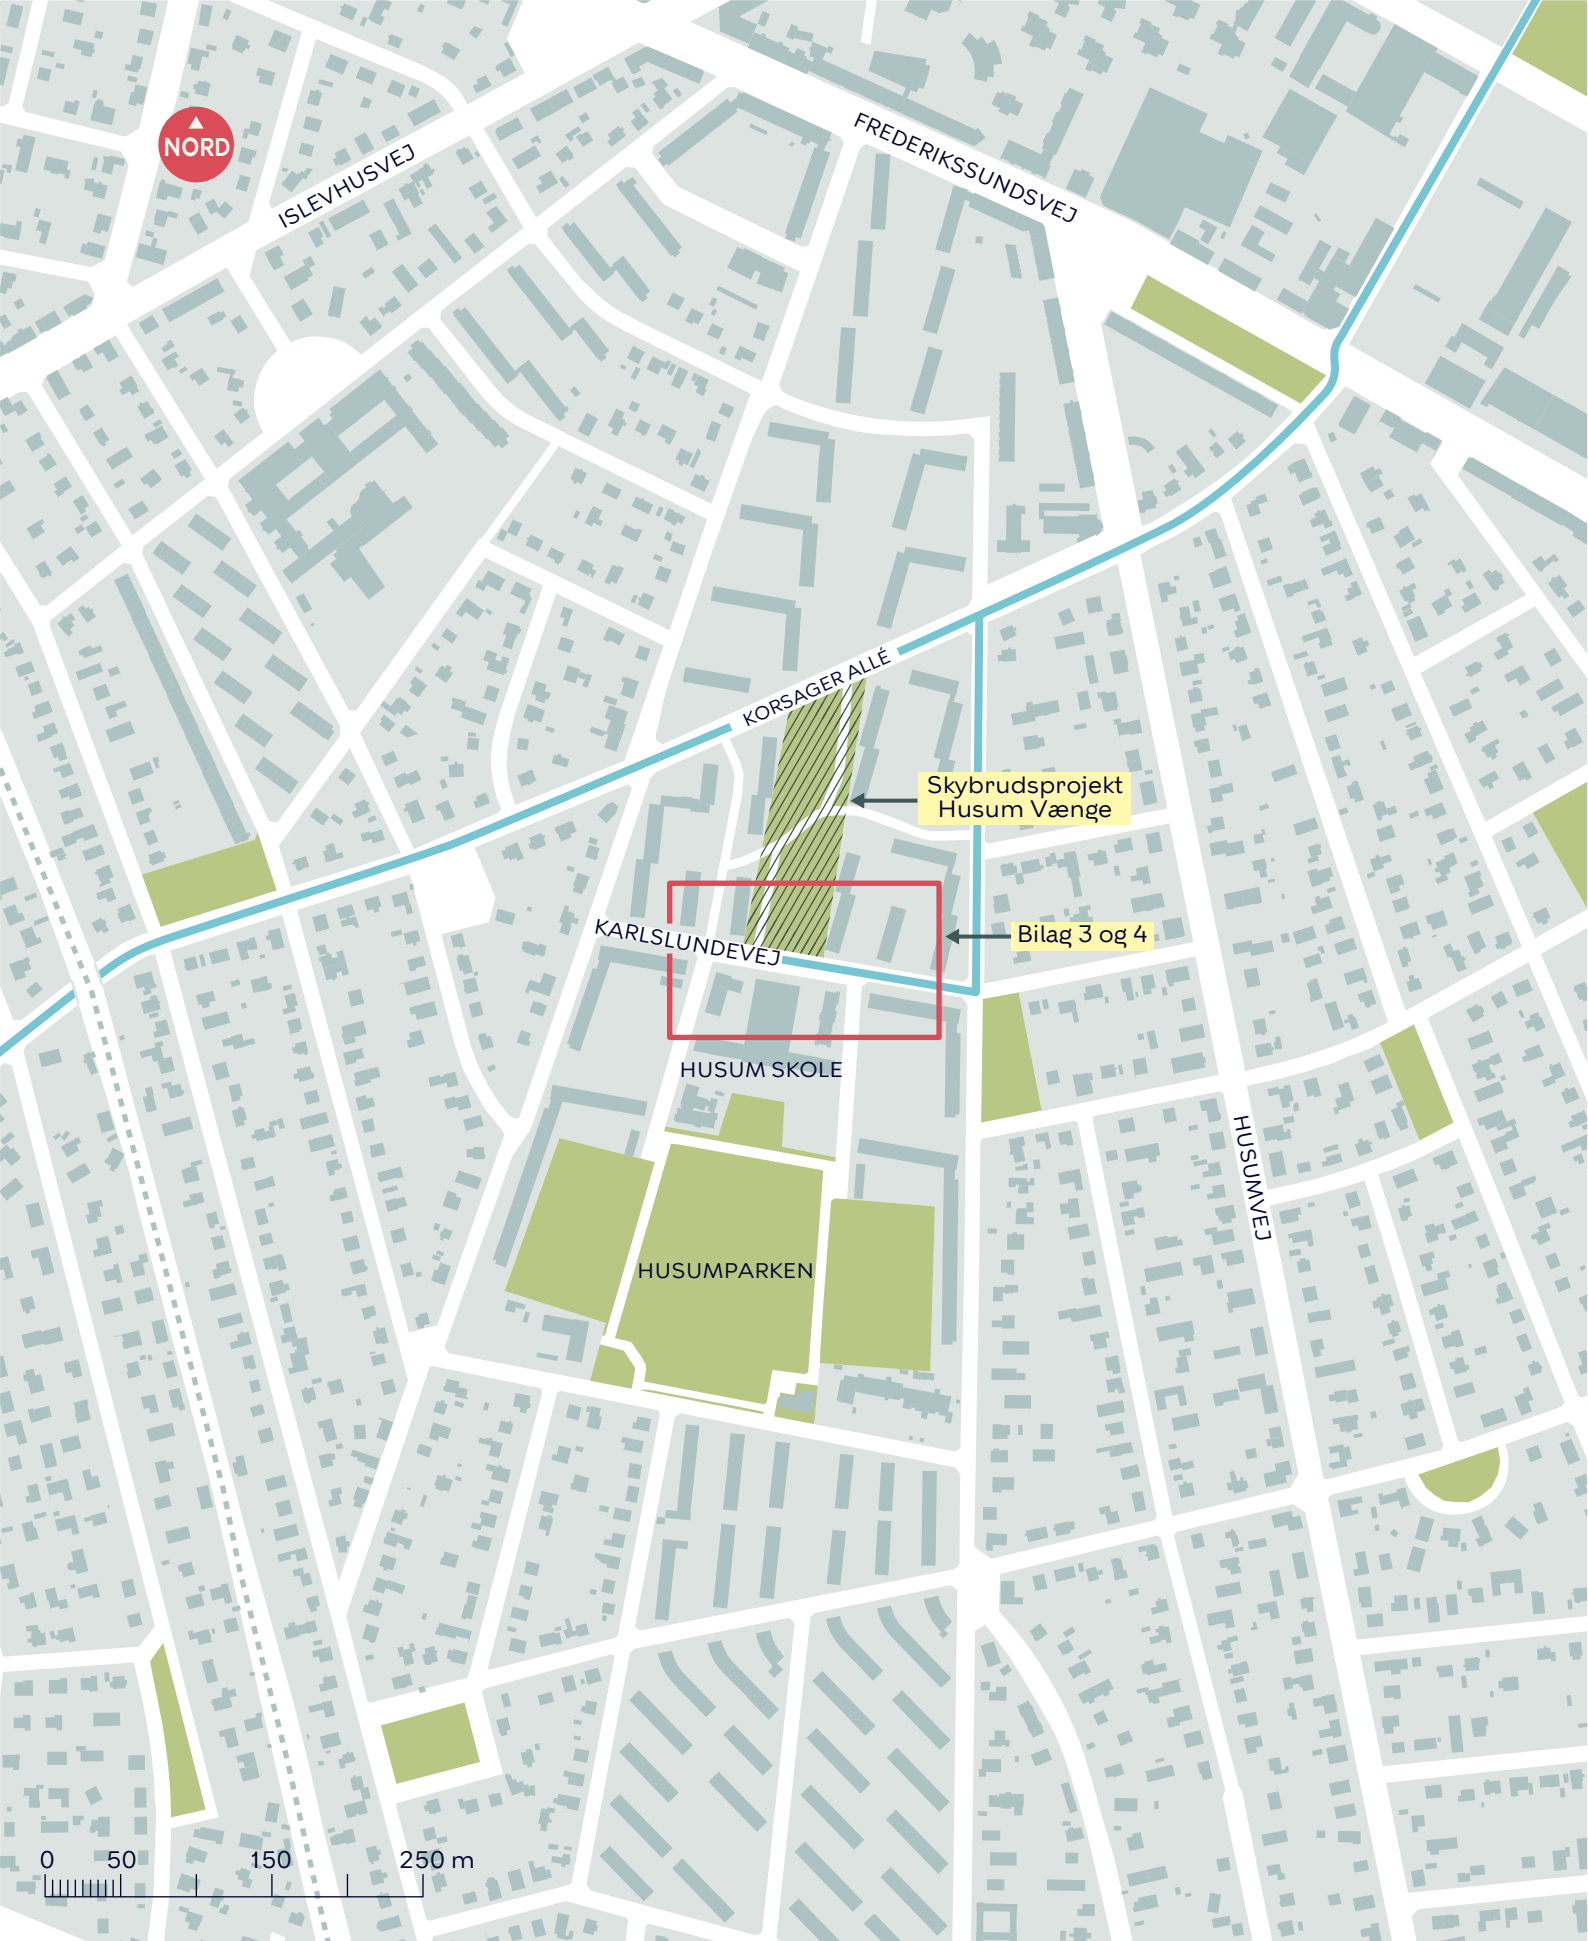 FREDERIKSSUNDSVEJ
NORD
ISLEVHUSVEJ
KORSAGER ALLÉ
Skybrudsprojekt
Husum Vænge
KARLSLUNDEVEJ
Bilag 3 og 4
HUSUM SKOLE
HUSUMVEJ
HUSUMPARKEN
0 50 150 250 m